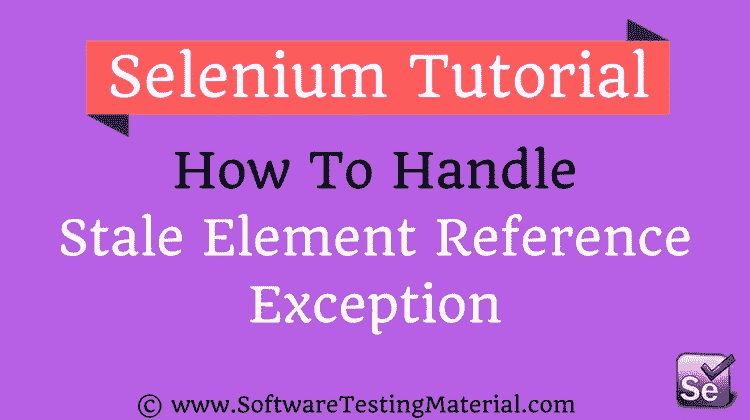 Selenium Tutorial
How To Handle
Stale Element Reference
Exception
Se
© www.SoftwareTestingMaterial.com